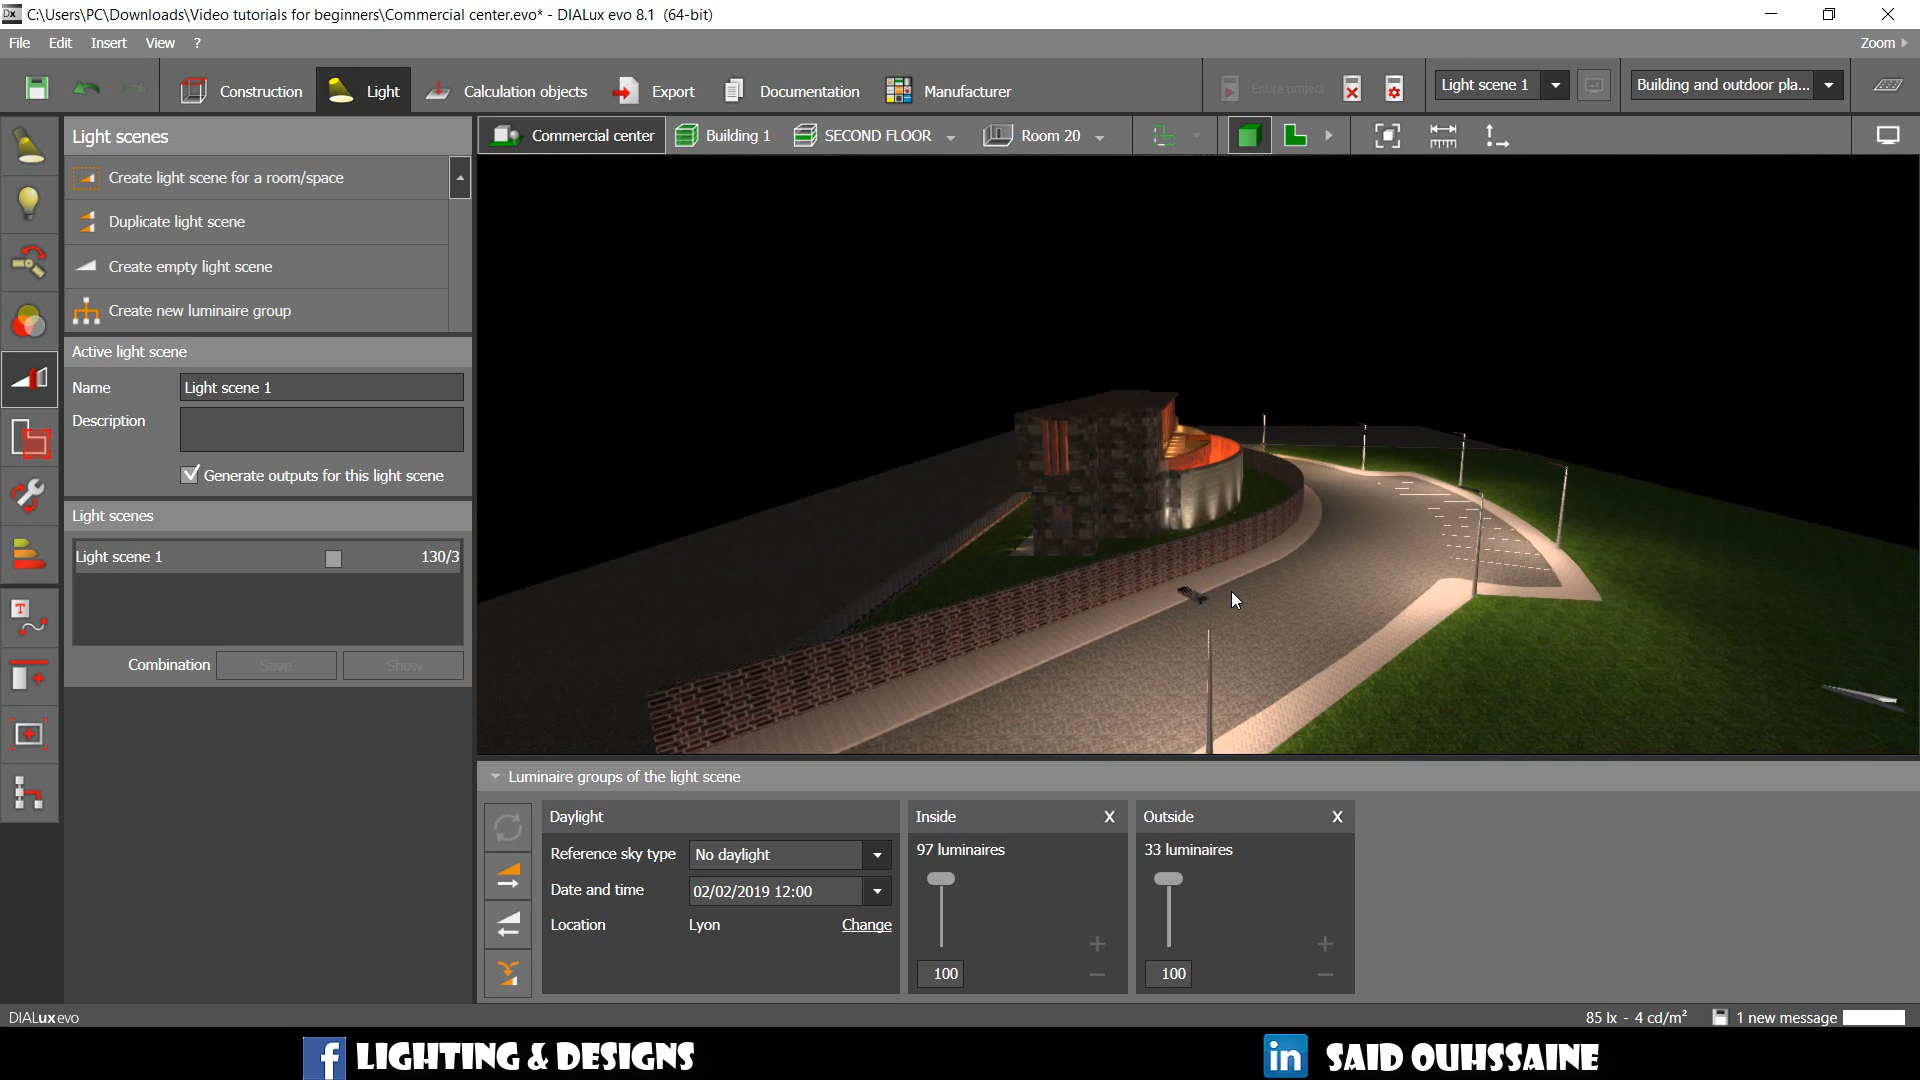 C:\Users\PC\Downloads\Video tutorials for beginners\Commercial center.evo* - DIALux evo 8.1 (64-bit)
File Edit Insert View ? Zoom
Construction Light Calculation objects Export Documentation Manufacturer Entire project Light scene 1 Building and outdoor pla...
Light scenes
Commercial center Building 1 SECOND FLOOR Room 20
Create light scene for a room/space
Duplicate light scene
Create empty light scene
Create new luminaire group
Active light scene
Name Light scene 1
Description
Generate outputs for this light scene
Light scenes
Light scene 1 130/3
Combination Save Show
Luminaire groups of the light scene
Daylight
Reference sky type No daylight
Date and time 02/02/2019 12:00
Location Lyon Change
Inside X
97 luminaires
100
Outside X
33 luminaires
100
DIALux evo
85 lx - 4 cd/m² 1 new message
f LIGHTING & DESIGNS
in SAID OUHSSAINE